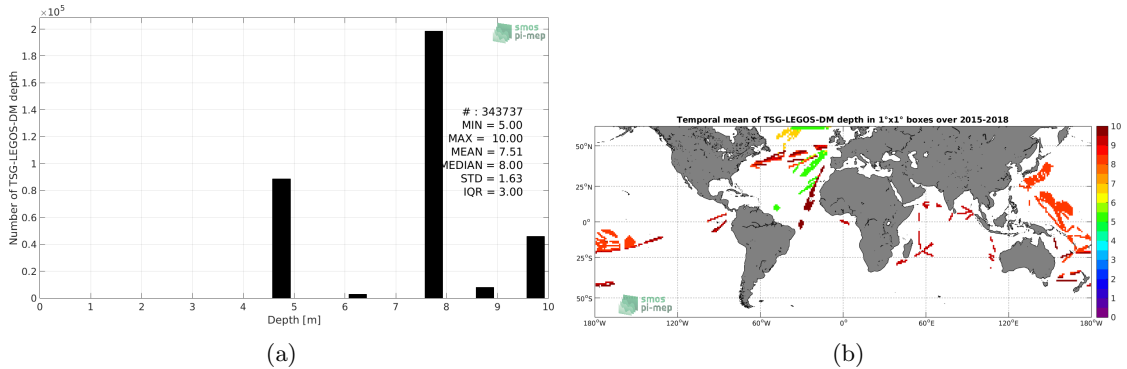 ×10^5
2
1.8
1.6
1.4
1.2
1
0.8
0.6
0.4
0.2
0
Number of TSG-LEGOS-DM depth
smos
pi-mep
# : 343737
MIN = 5.00
MAX = 10.00
MEAN = 7.51
MEDIAN = 8.00
STD = 1.63
IQR = 3.00
0 1 2 3 4 5 6 7 8 9 10
Depth [m]
(a)
Temporal mean of TSG-LEGOS-DM depth in 1°x1° boxes over 2015-2018
50°N
25°N
0°
25°S
50°S
smos
pi-mep
180°W 120°W 60°W 0°E 60°E 120°E 180°W
10
9
8
7
6
5
4
3
2
1
0
(b)